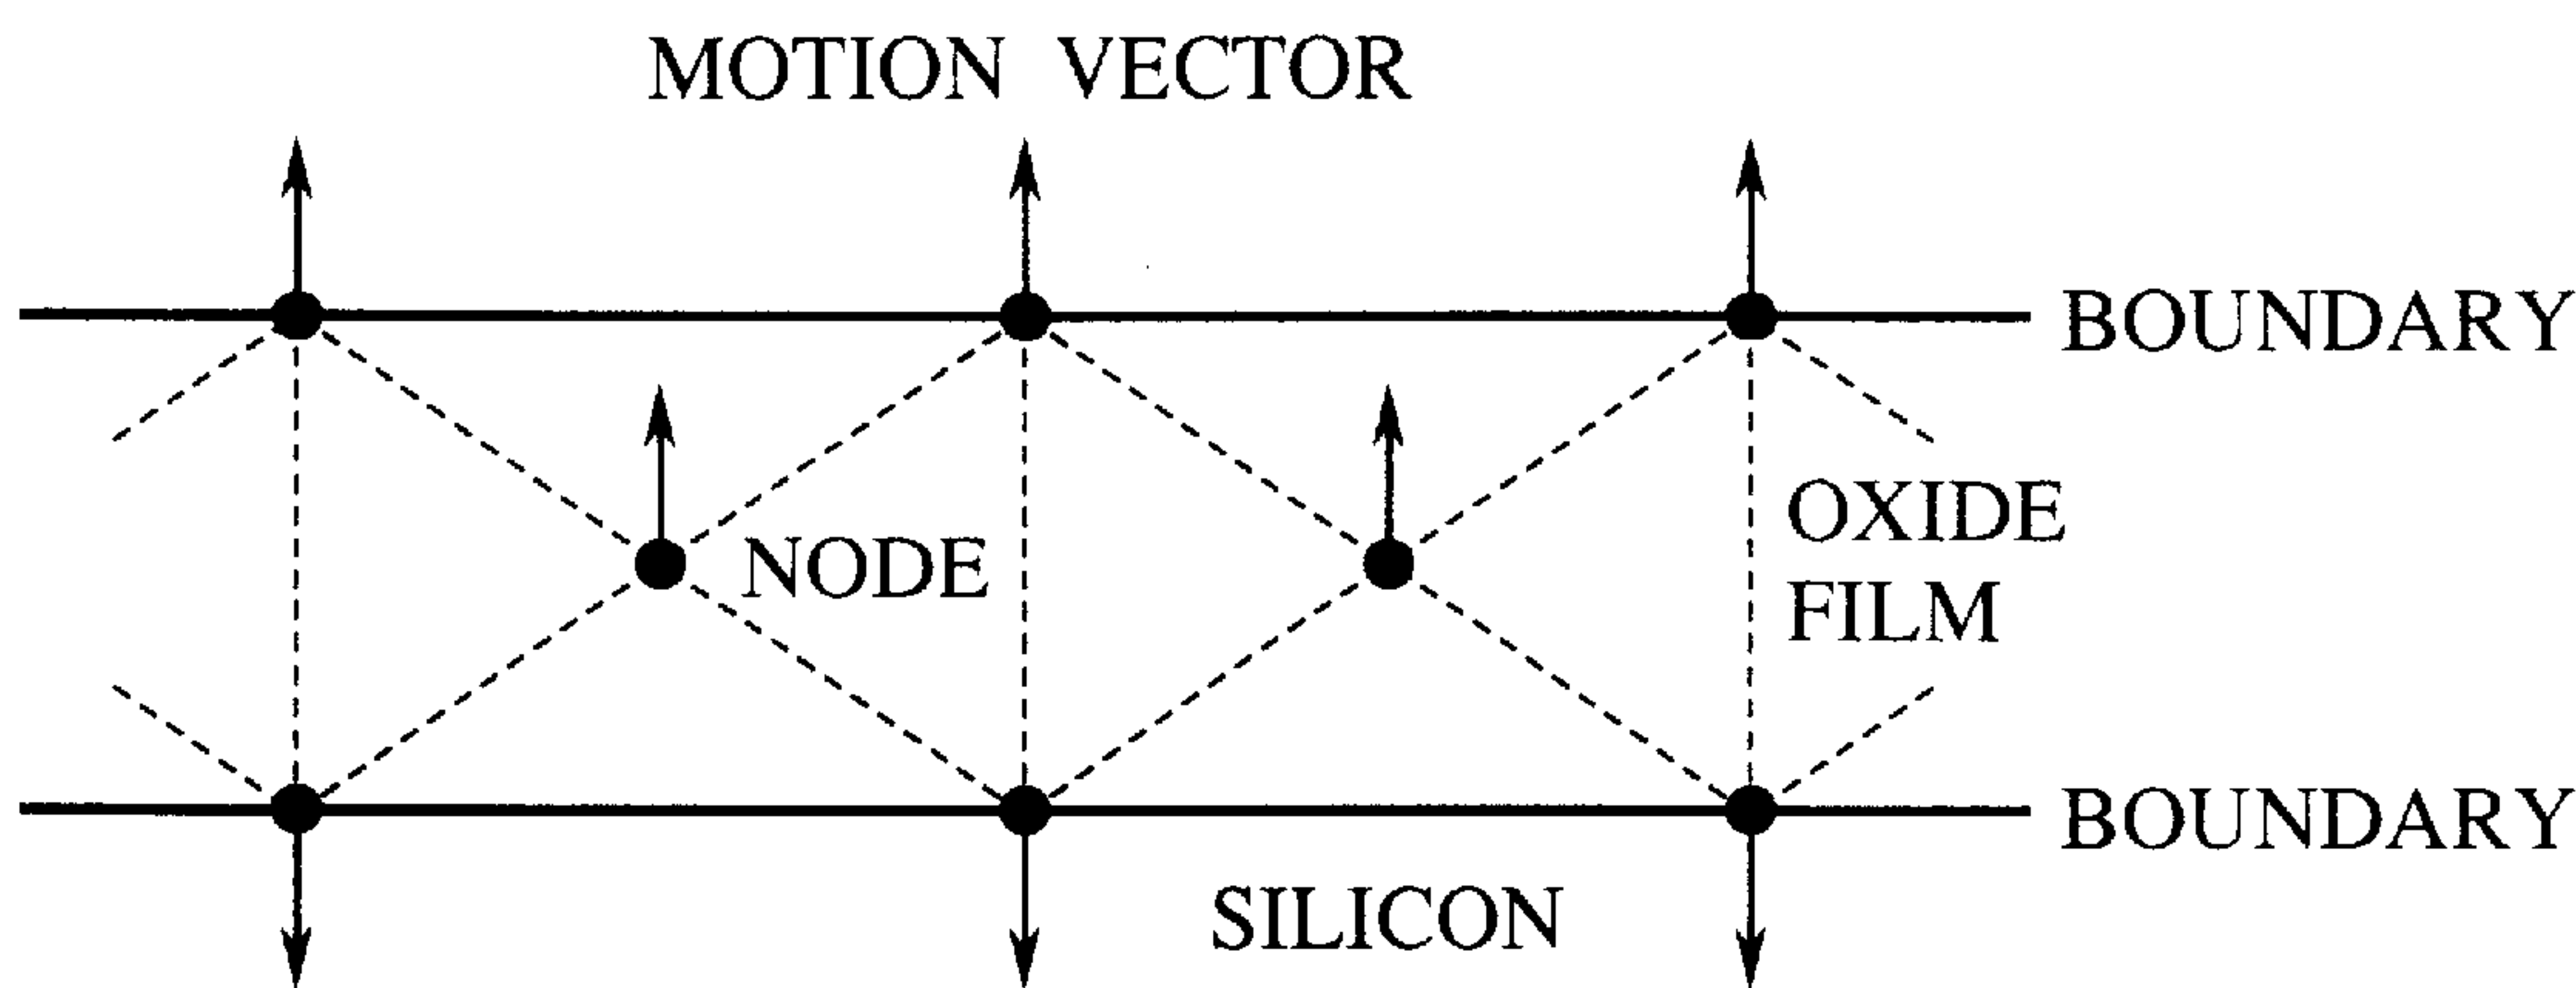 MOTION VECTOR
BOUNDARY
OXIDE
FILM
NODE
BOUNDARY
SILICON